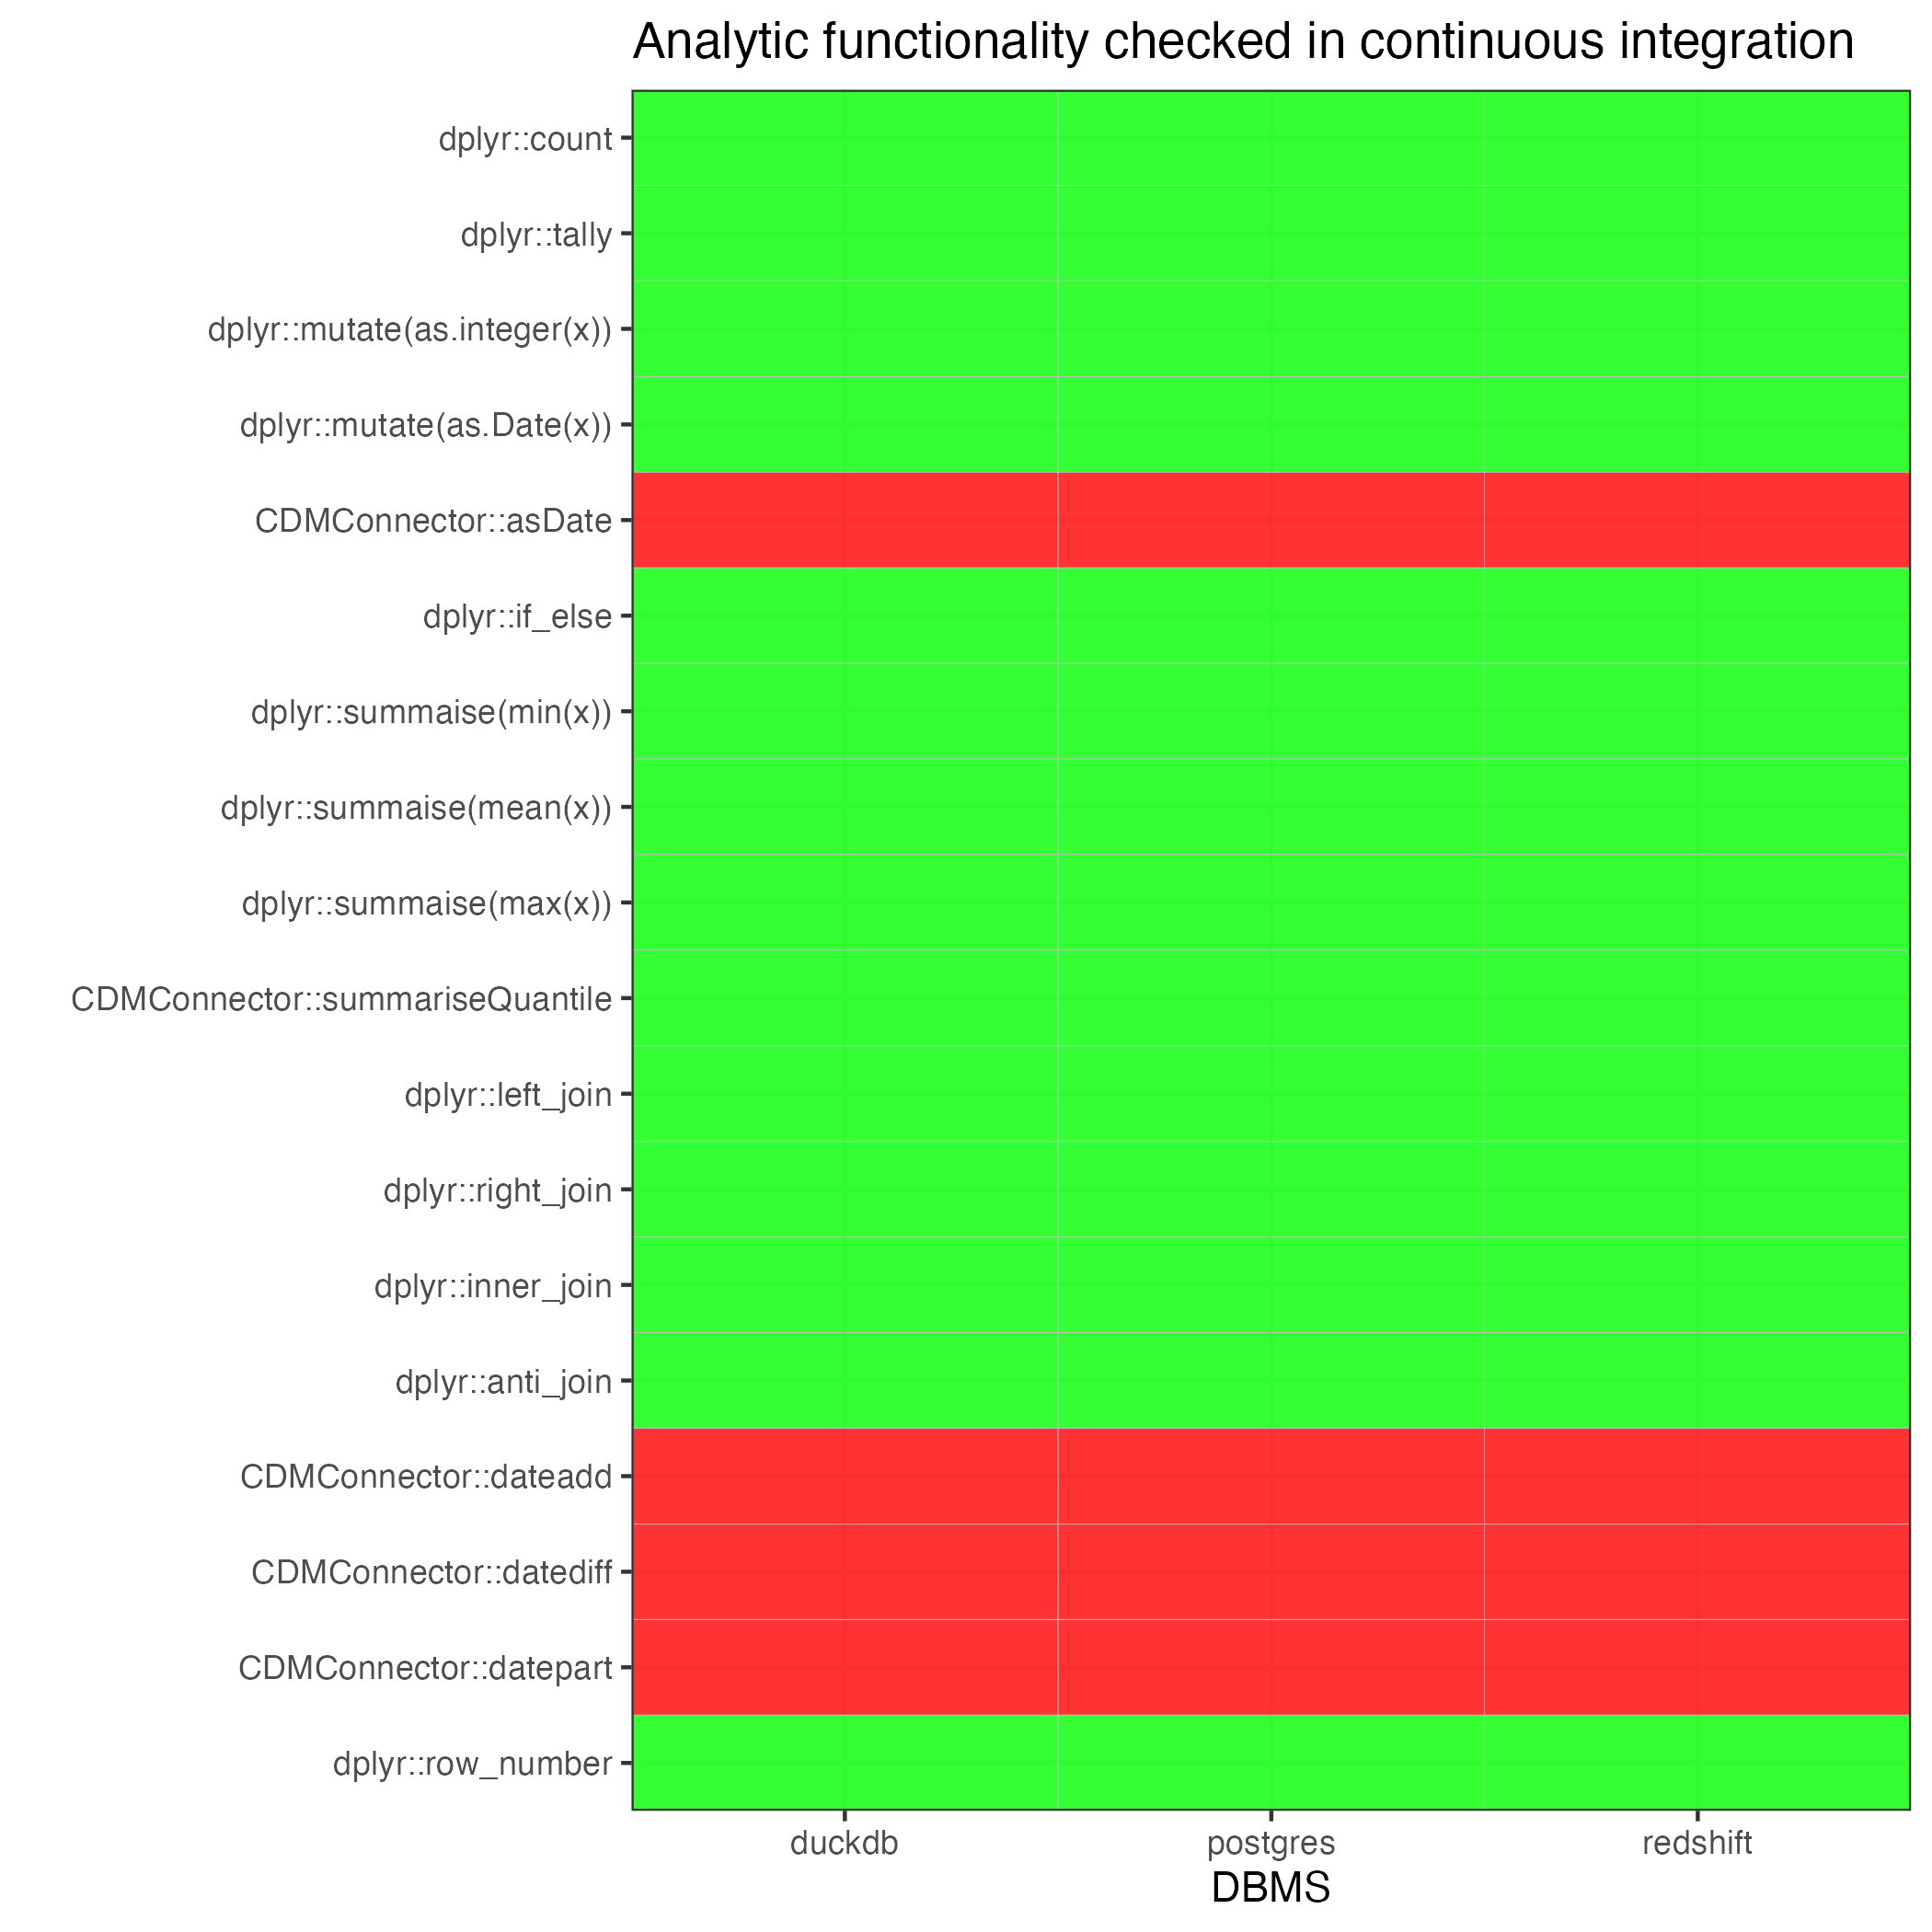 Analytic functionality checked in continuous integration
dplyr::count
dplyr::tally
dplyr::mutate(as.integer(x))
dplyr::mutate(as.Date(x))
CDMConnector::asDate
dplyr::if_else
dplyr::summaise(min(x))
dplyr::summaise(mean(x))
dplyr::summaise(max(x))
CDMConnector::summariseQuantile
dplyr::left_join
dplyr::right_join
dplyr::inner_join
dplyr::anti_join
CDMConnector::dateadd
CDMConnector::datediff
CDMConnector::datepart
dplyr::row_number
duckdb postgres redshift
DBMS